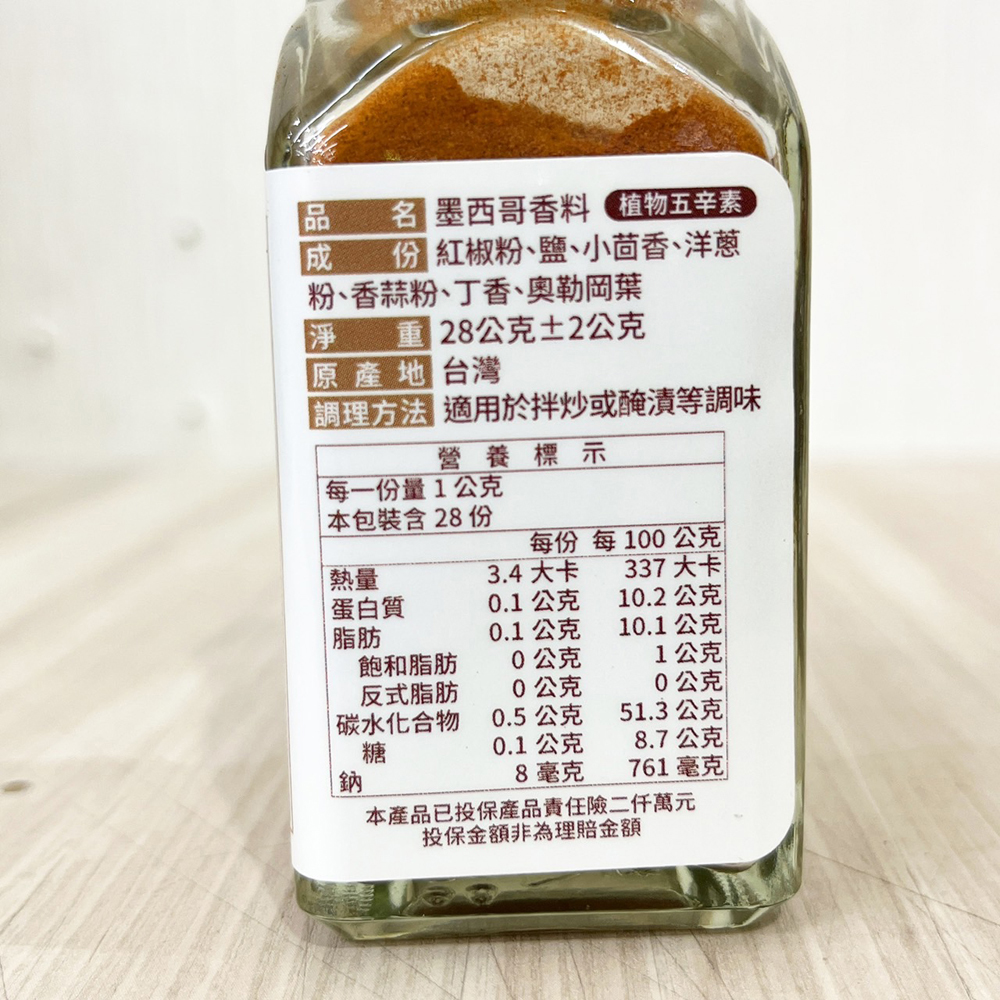 品名 墨西哥香料 植物五辛素
成份 紅椒粉、鹽、小茴香、洋蔥
粉、香蒜粉、丁香、奧勒岡葉
淨重 28公克±2公克
原產地 台灣
調理方法 適用於拌炒或醃漬等調味
營養標示
每一份量 1 公克
本包裝含 28 份
每份 每 100 公克
熱量 3.4 大卡 337 大卡
蛋白質 0.1 公克 10.2 公克
脂肪 0.1 公克 10.1 公克
飽和脂肪 0 公克 1 公克
反式脂肪 0 公克 0 公克
碳水化合物 0.5 公克 51.3 公克
糖 0.1 公克 8.7 公克
鈉 8 毫克 761 毫克
本產品已投保產品責任險二仟萬元
投保金額非為理賠金額